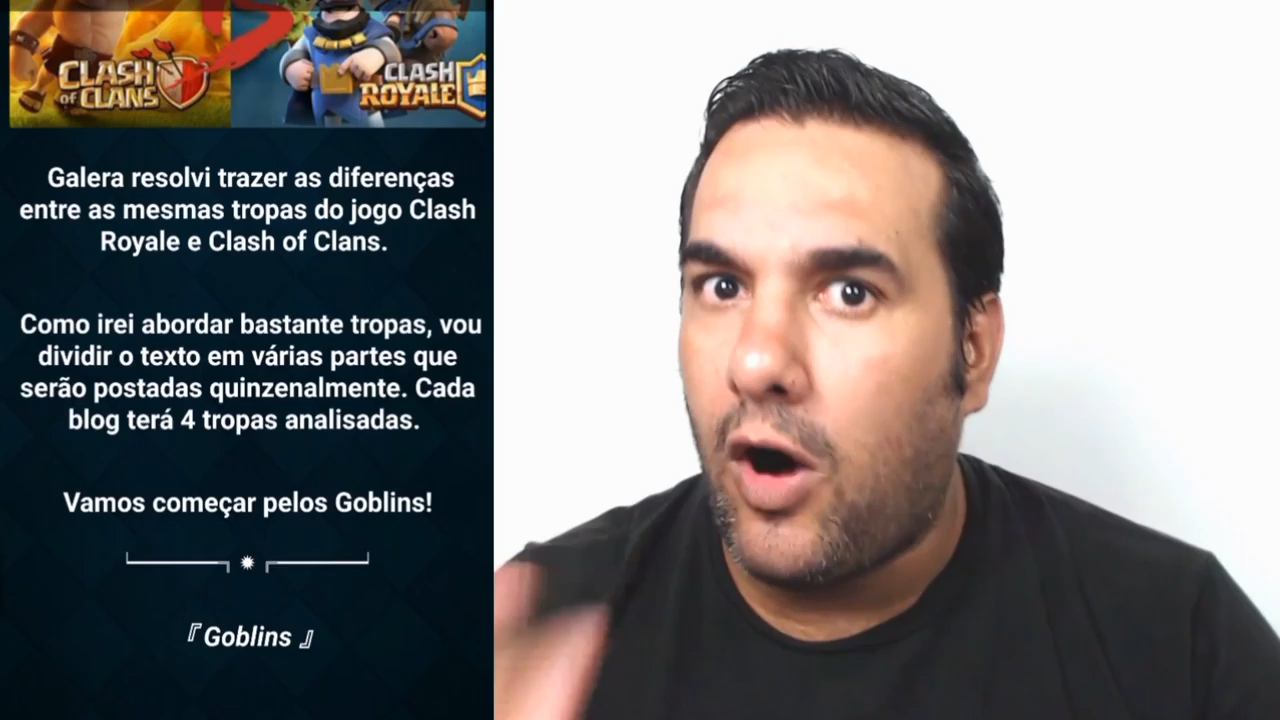 CLASH
of CLANS
CLASH
ROYALE
Galera resolvi trazer as diferenças
entre as mesmas tropas do jogo Clash
Royale e Clash of Clans.
Como irei abordar bastante tropas, vou
dividir o texto em várias partes que
serão postadas quinzenalmente. Cada
blog terá 4 tropas analisadas.
Vamos começar pelos Goblins!
『Goblins 』